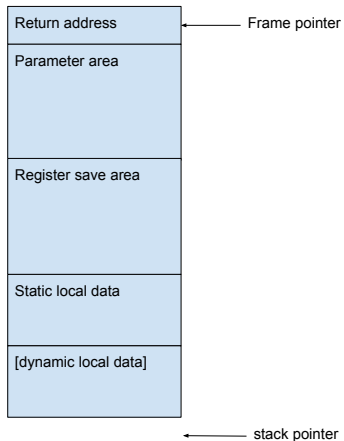 Return address
Frame pointer
Parameter area
Register save area
Static local data
[dynamic local data]
stack pointer